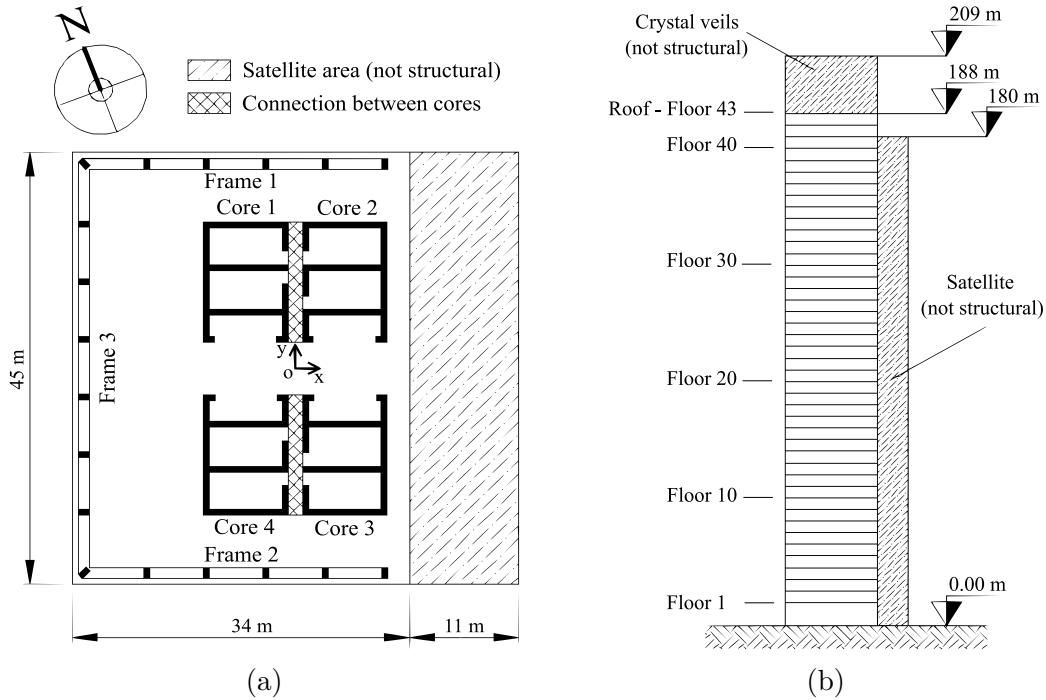 N
Satellite area (not structural)
Connection between cores
Frame 1
Core 1
Core 2
y
o
x
Frame 3
45 m
Core 4
Core 3
Frame 2
34 m
11 m
(a)
209 m
Crystal veils
(not structural)
188 m
180 m
Roof - Floor 43
Floor 40
Floor 30
Satellite
(not structural)
Floor 20
Floor 10
0.00 m
Floor 1
(b)